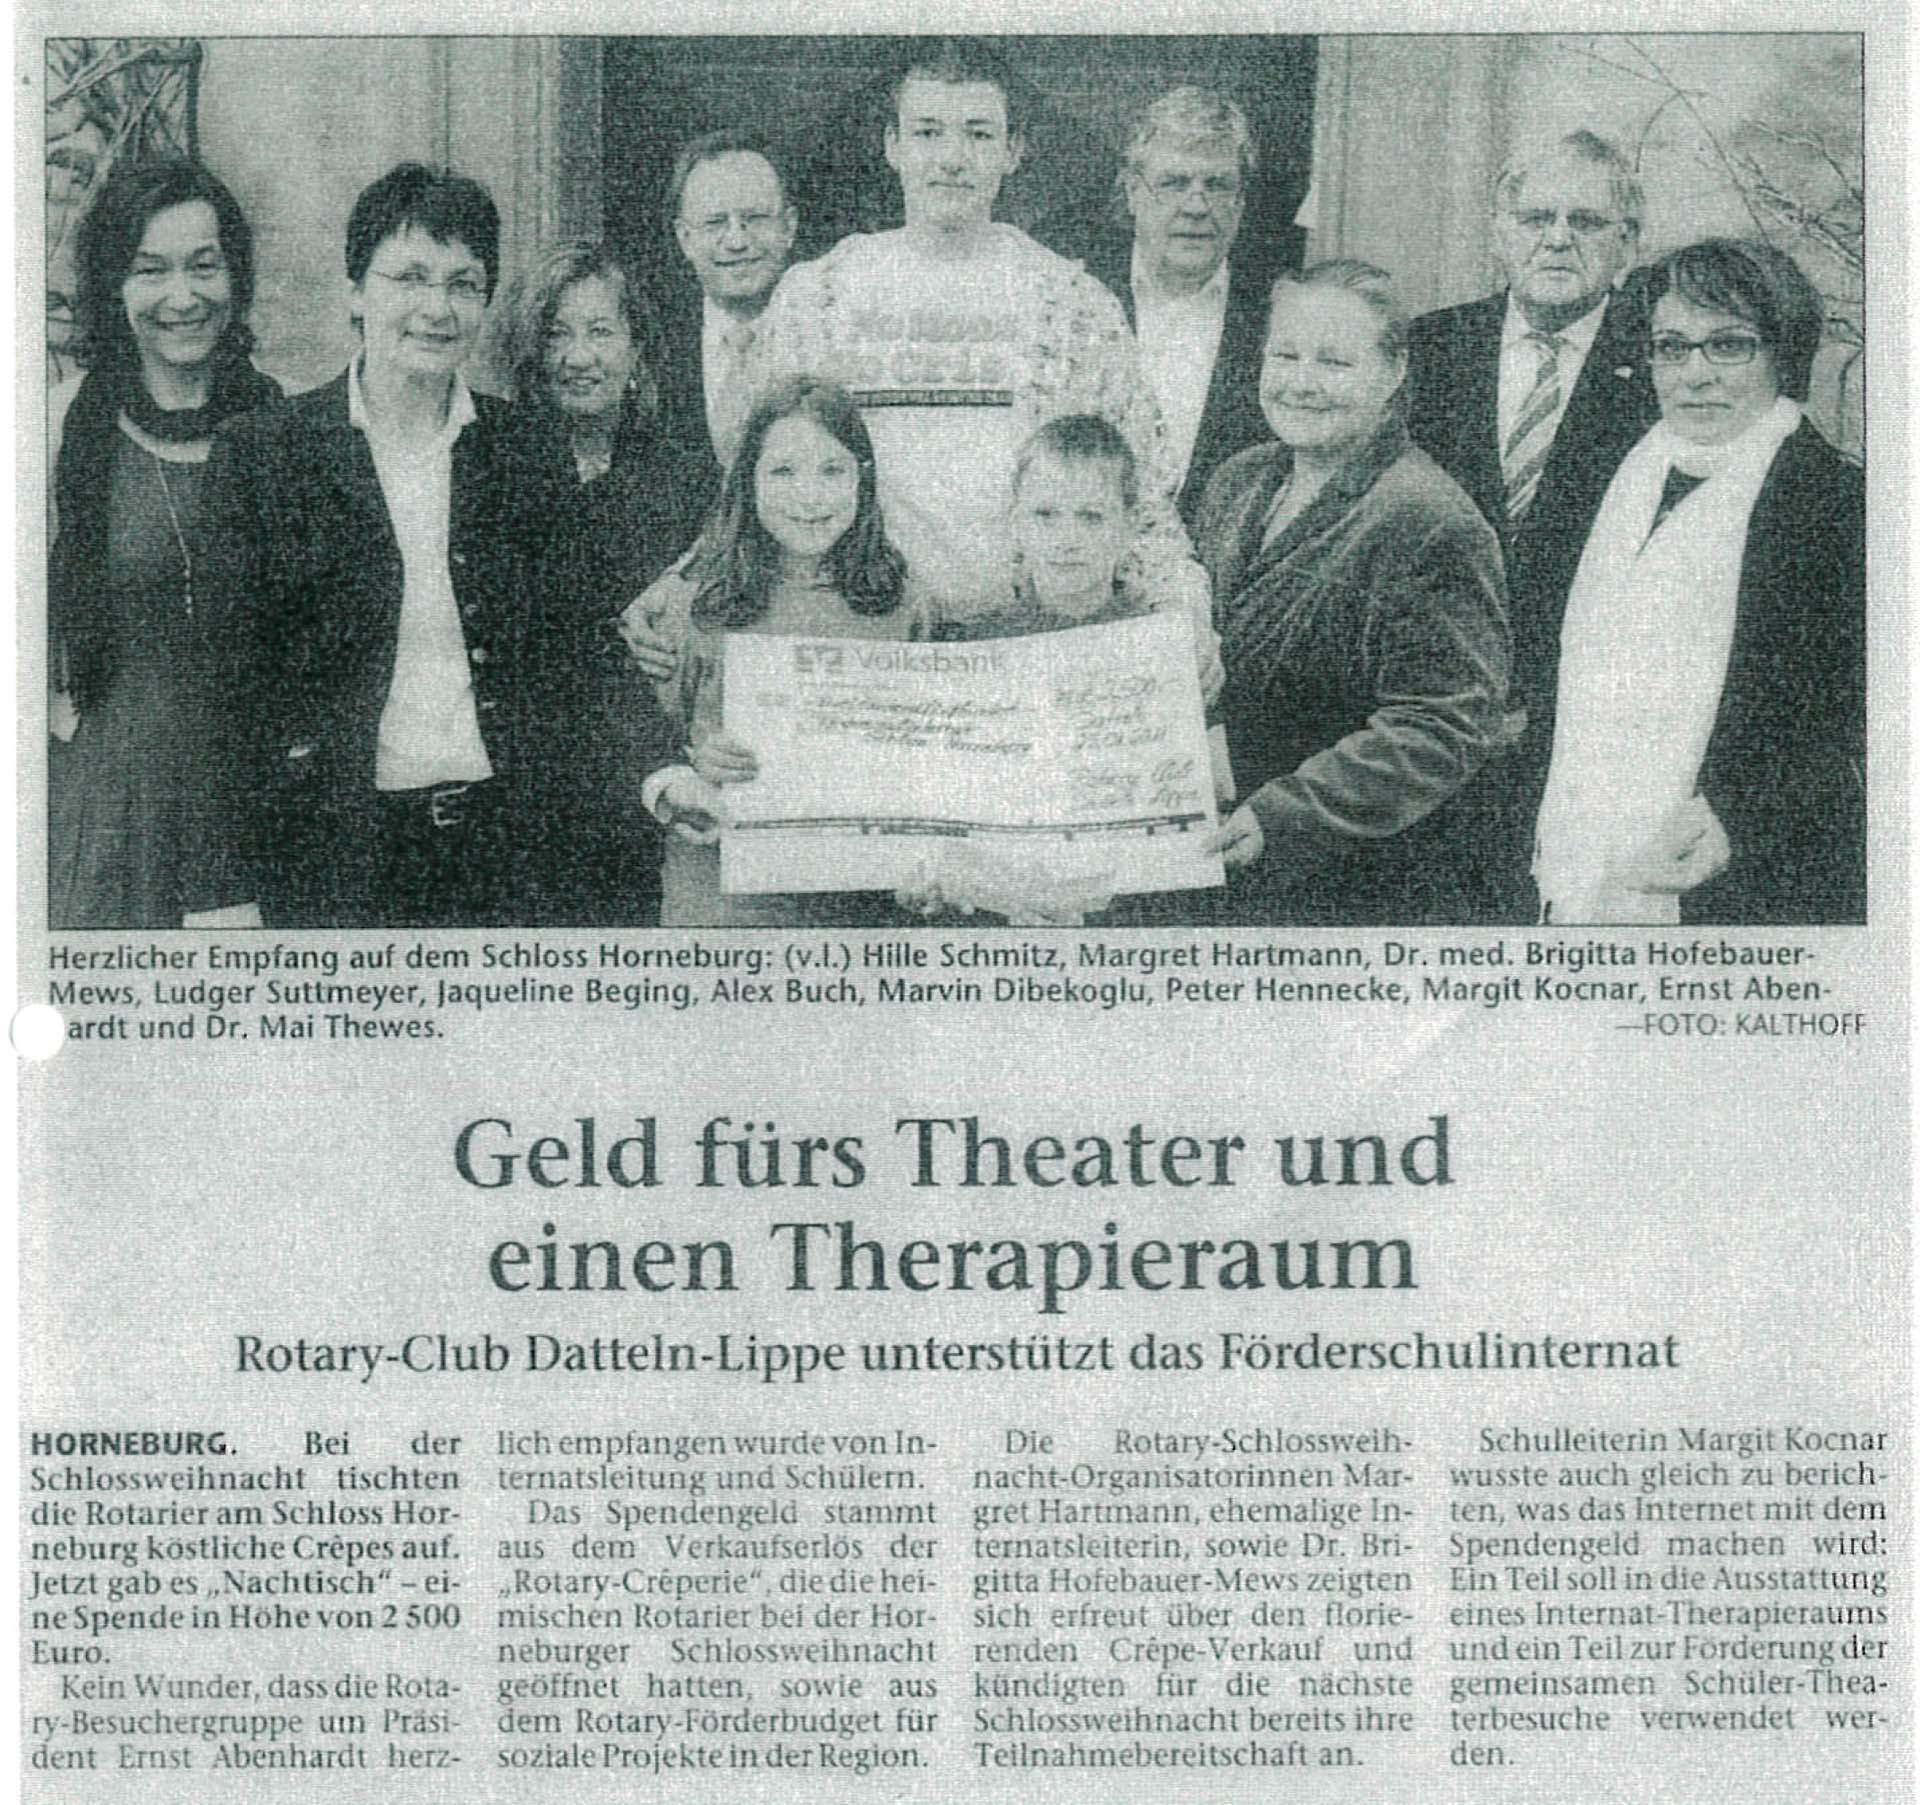 No Moon
Volksbank
Rotary Club
Herzlicher Empfang auf dem Schloss Horneburg: (v.l.) Hille Schmitz, Margret Hartmann, Dr. med. Brigitta Hofebauer-
Mews, Ludger Suttmeyer, Jaqueline Beging, Alex Buch, Marvin Dibekoglu, Peter Hennecke, Margit Kocnar, Ernst Aben-
ardt und Dr. Mai Thewes.
—FOTO: KALTHOFF
Geld fürs Theater und
einen Therapieraum
Rotary-Club Datteln-Lippe unterstützt das Förderschulinternat
HORNEBURG. Bei der
Schlossweihnacht tischten
die Rotarier am Schloss Hor-
neburg köstliche Crêpes auf.
Jetzt gab es „Nachtisch“ – ei-
ne Spende in Höhe von 2 500
Euro.
Kein Wunder, dass die Rota-
ry-Besuchergruppe um Präsi-
dent Ernst Abenhardt herz-
lich empfangen wurde von In-
ternatsleitung und Schülern.
Das Spendengeld stammt
aus dem Verkaufserlös der
„Rotary-Crêperie“, die die hei-
mischen Rotarier bei der Hor-
neburger Schlossweihnacht
geöffnet hatten, sowie aus
dem Rotary-Förderbudget für
soziale Projekte in der Region.
Die Rotary-Schlossweih-
nacht-Organisatorinnen Mar-
gret Hartmann, ehemalige In-
ternatsleiterin, sowie Dr. Bri-
gitta Hofebauer-Mews zeigten
sich erfreut über den florie-
renden Crêpe-Verkauf und
kündigten für die nächste
Schlossweihnacht bereits ihre
Teilnahmebereitschaft an.
Schulleiterin Margit Kocnar
wusste auch gleich zu berich-
ten, was das Internet mit dem
Spendengeld machen wird:
Ein Teil soll in die Ausstattung
eines Internat-Therapieraums
und ein Teil zur Förderung der
gemeinsamen Schüler-Thea-
terbesuche verwendet wer-
den.